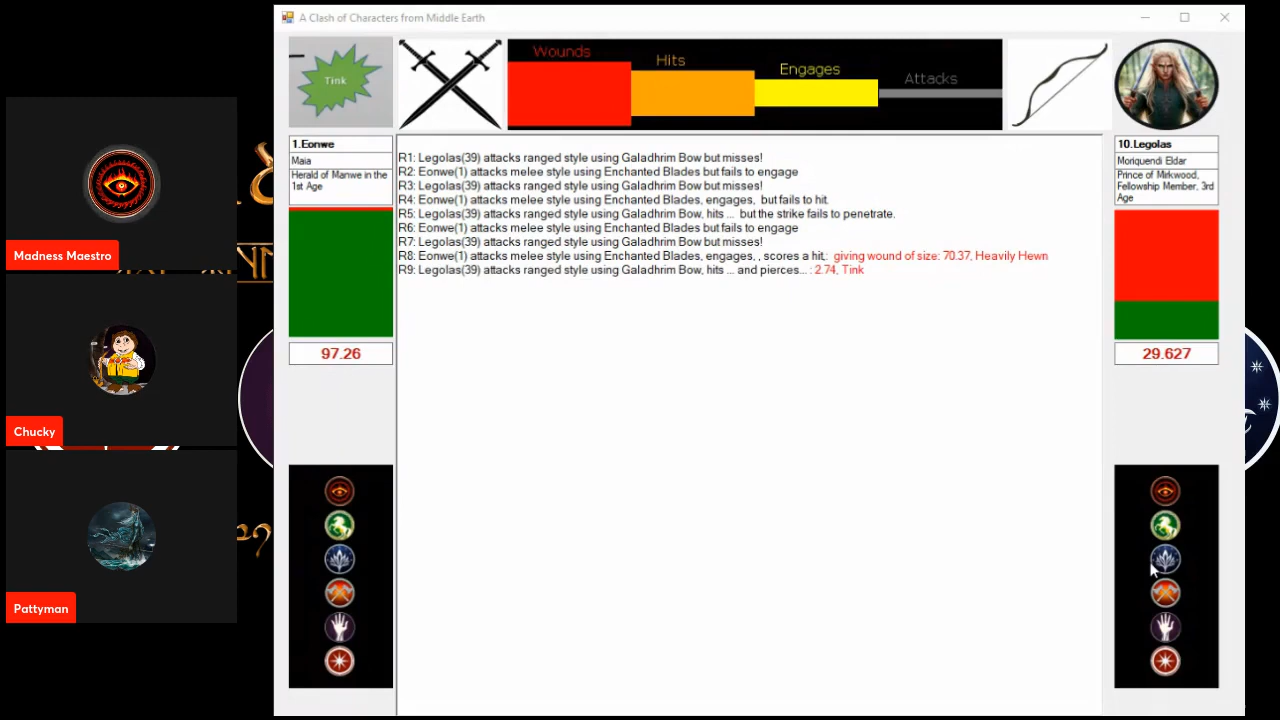 A Clash of Characters from Middle Earth
Tink
Wounds
Hits
Engages
Attacks
1.Eonwe
Maia
Herald of Manwe in the
1st Age
97.26
R1: Legolas(39) attacks ranged style using Galadhrim Bow but misses!
R2: Eonwe(1) attacks melee style using Enchanted Blades but fails to engage
R3: Legolas(39) attacks ranged style using Galadhrim Bow but misses!
R4: Eonwe(1) attacks melee style using Enchanted Blades, engages,  but fails to hit.
R5: Legolas(39) attacks ranged style using Galadhrim Bow, hits ...  but the strike fails to penetrate.
R6: Eonwe(1) attacks melee style using Enchanted Blades but fails to engage
R7: Legolas(39) attacks ranged style using Galadhrim Bow but misses!
R8: Eonwe(1) attacks melee style using Enchanted Blades, engages, , scores a hit,:  giving wound of size: 70.37, Heavily Hewn
R9: Legolas(39) attacks ranged style using Galadhrim Bow, hits ... and pierces... : 2.74, Tink
10.Legolas
Moriquendi Eldar
Prince of Mirkwood,
Fellowship Member, 3rd
Age
29.627
Madness Maestro
Chucky
Pattyman